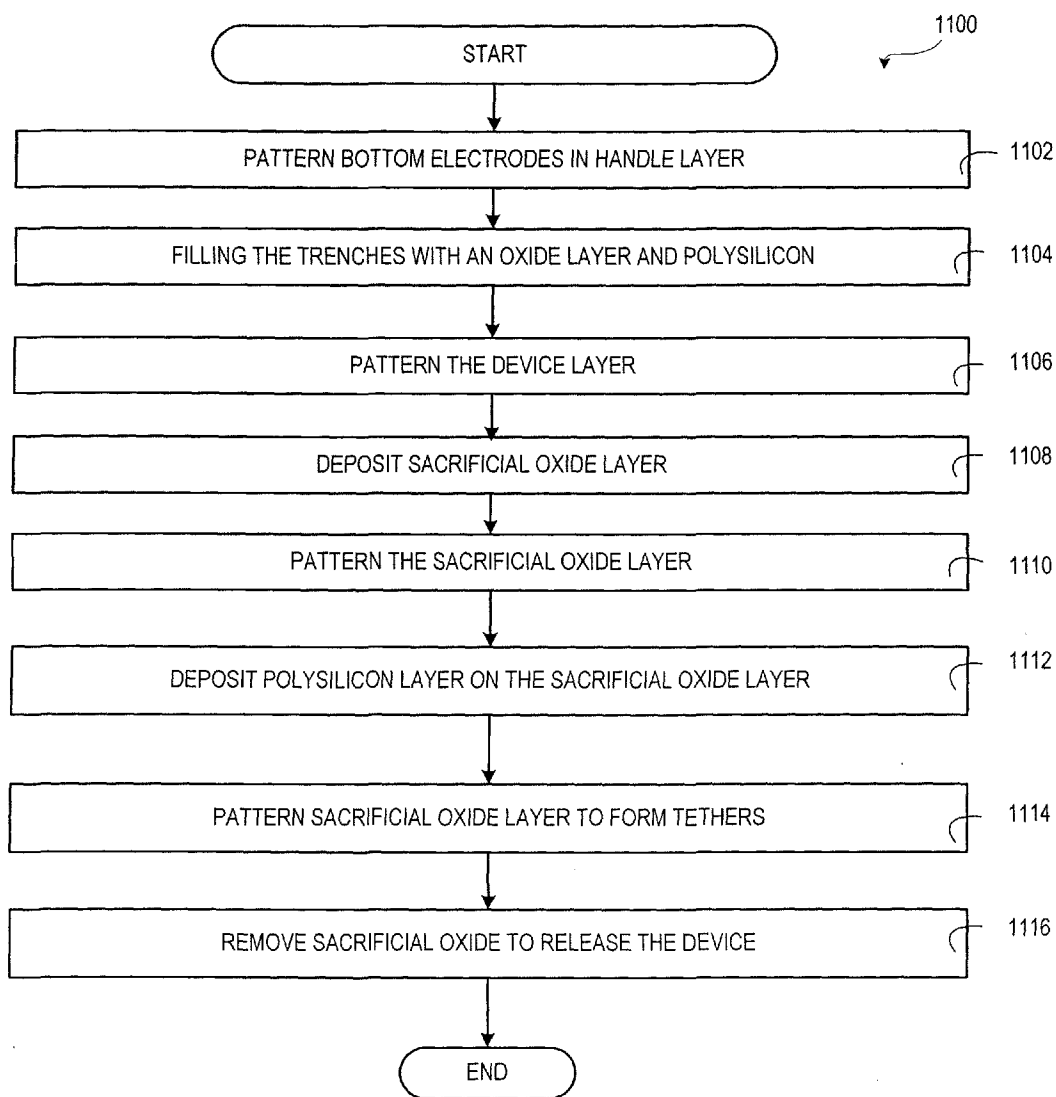 1100
START
PATTERN BOTTOM ELECTRODES IN HANDLE LAYER
1102
FILLING THE TRENCHES WITH AN OXIDE LAYER AND POLYSILICON
1104
PATTERN THE DEVICE LAYER
1106
DEPOSIT SACRIFICIAL OXIDE LAYER
1108
PATTERN THE SACRIFICIAL OXIDE LAYER
1110
DEPOSIT POLYSILICON LAYER ON THE SACRIFICIAL OXIDE LAYER
1112
PATTERN SACRIFICIAL OXIDE LAYER TO FORM TETHERS
1114
REMOVE SACRIFICIAL OXIDE TO RELEASE THE DEVICE
1116
END